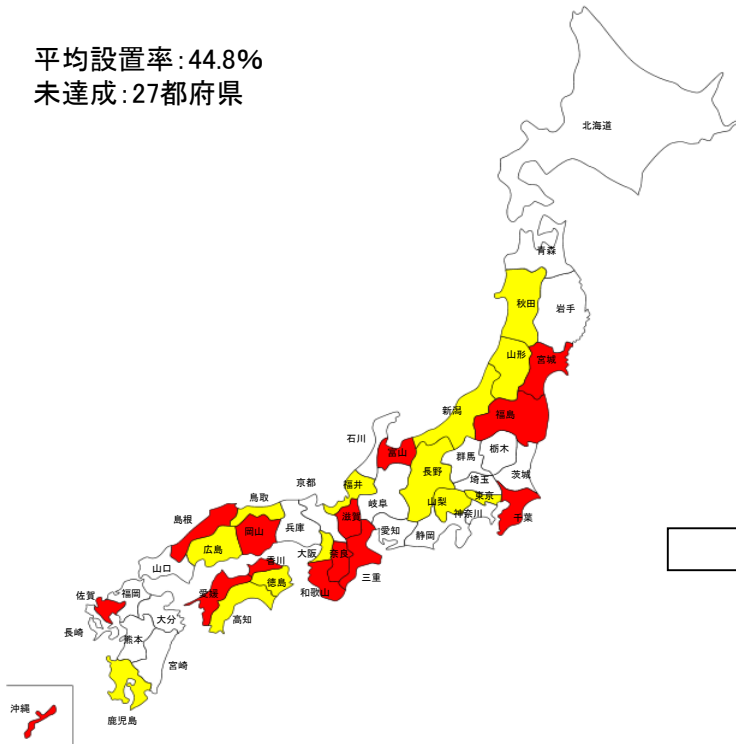 平均設置率:44.8%
未達成:27都府県
北海道
青森
秋田
岩手
山形
宮城
新潟
福島
石川
富山
群馬
栃木
長野
埼玉
茨城
京都
福井
岐阜
山梨
東京
鳥取
神奈川
千葉
島根
岡山
兵庫
滋賀
愛知
静岡
広島
大阪
奈良
山口
香川
三重
徳島
和歌山
佐賀
福岡
愛媛
大分
高知
長崎
熊本
宮崎
沖縄
鹿児島